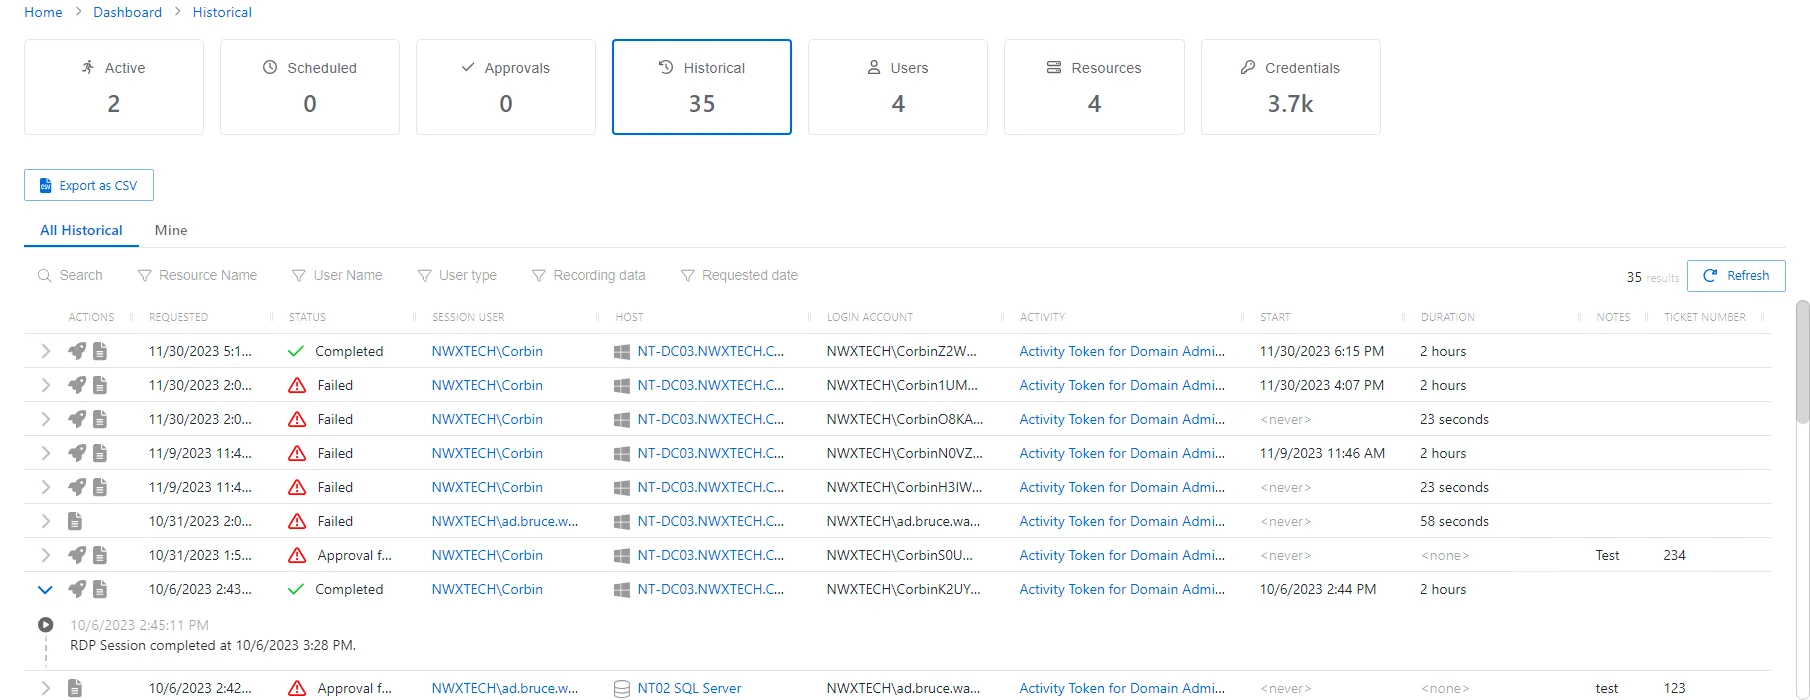 Home > Dashboard > Historical
Active Scheduled Approvals Historical Users Resources Credentials
2 0 0 35 4 4 3.7k
Export as CSV
All Historical Mine
Search Resource Name User Name User type Recording data Requested date 35 results Refresh
ACTIONS REQUESTED STATUS SESSION USER HOST LOGIN ACCOUNT ACTIVITY START DURATION NOTES TICKET NUMBER
11/30/2023 5:1... Completed NWXTECH\Corbin NT-DC03.NWXTECH.C... NWXTECH\CorbinZ2W... Activity Token for Domain Admi... 11/30/2023 6:15 PM 2 hours
11/30/2023 2:0... Failed NWXTECH\Corbin NT-DC03.NWXTECH.C... NWXTECH\Corbin1UM... Activity Token for Domain Admi... 11/30/2023 4:07 PM 2 hours
11/30/2023 2:0... Failed NWXTECH\Corbin NT-DC03.NWXTECH.C... NWXTECH\CorbinO8KA... Activity Token for Domain Admi... <never> 23 seconds
11/9/2023 11:4... Failed NWXTECH\Corbin NT-DC03.NWXTECH.C... NWXTECH\CorbinN0VZ... Activity Token for Domain Admi... 11/9/2023 11:46 AM 2 hours
11/9/2023 11:4... Failed NWXTECH\Corbin NT-DC03.NWXTECH.C... NWXTECH\CorbinH3IW... Activity Token for Domain Admi... <never> 23 seconds
10/31/2023 2:0... Failed NWXTECH\ad.bruce.w... NT-DC03.NWXTECH.C... NWXTECH\ad.bruce.wa... Activity Token for Domain Admi... <never> 58 seconds
10/31/2023 1:5... Approval f... NWXTECH\Corbin NT-DC03.NWXTECH.C... NWXTECH\CorbinS0U... Activity Token for Domain Admi... <never> <none> Test 234
10/6/2023 2:43... Completed NWXTECH\Corbin NT-DC03.NWXTECH.C... NWXTECH\CorbinK2UY... Activity Token for Domain Admi... 10/6/2023 2:44 PM 2 hours
10/6/2023 2:45:11 PM
RDP Session completed at 10/6/2023 3:28 PM.
10/6/2023 2:42... Approval f... NWXTECH\ad.bruce.w... NT02 SQL Server NWXTECH\ad.bruce.wa... Activity Token for Domain Admi... <never> <none> test 123